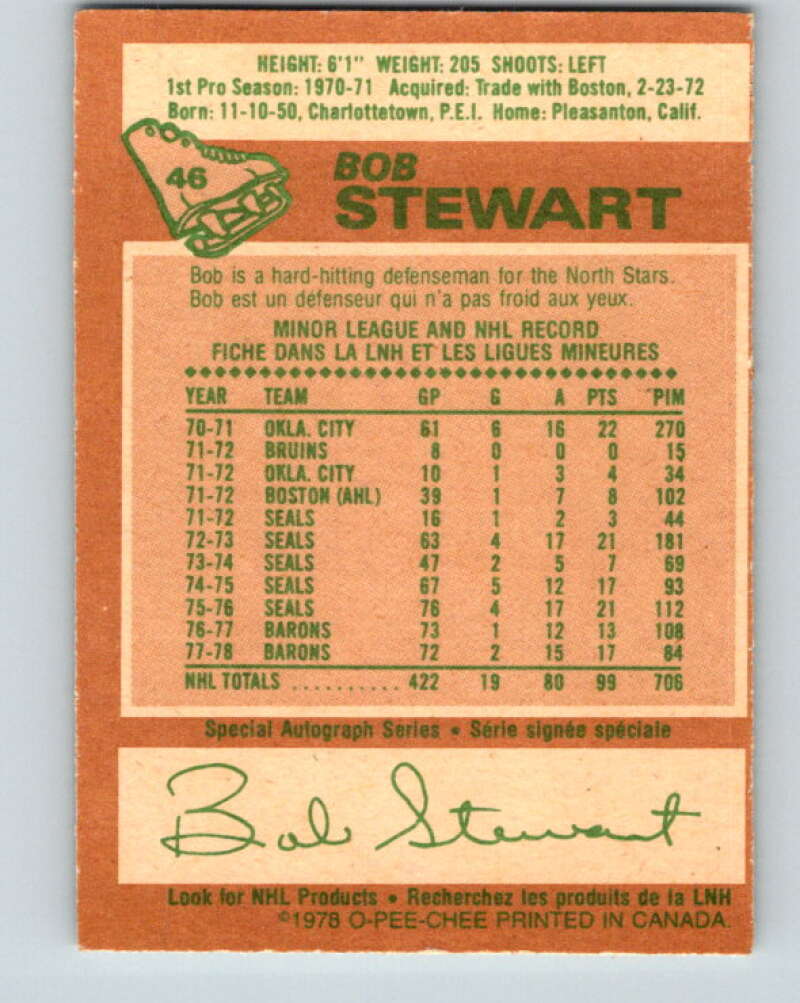 HEIGHT: 6'1" WEIGHT: 205 SHOOTS: LEFT
1st Pro Season: 1970-71 Acquired: Trade with Boston, 2-23-72
Born: 11-10-50, Charlottetown, P.E.I. Home: Pleasanton, Calif.
46
BOB
STEWART
Bob is a hard-hitting defenseman for the North Stars.
Bob est un défenseur qui n'a pas froid aux yeux.
MINOR LEAGUE AND NHL RECORD
FICHE DANS LA LNH ET LES LIGUES MINEURES
YEAR TEAM GP G A PTS PIM
70-71 OKLA. CITY 61 6 16 22 270
71-72 BRUINS 8 0 0 0 15
71-72 OKLA. CITY 10 1 3 4 34
71-72 BOSTON (AHL) 39 1 7 8 102
71-72 SEALS 16 1 2 3 44
72-73 SEALS 63 4 17 21 181
73-74 SEALS 47 2 5 7 69
74-75 SEALS 67 5 12 17 93
75-76 SEALS 76 4 17 21 112
76-77 BARONS 73 1 12 13 108
77-78 BARONS 72 2 15 17 84
NHL TOTALS .......... 422 19 80 99 706
Special Autograph Series • Série signée spéciale
Bob Stewart
Look for NHL Products • Recherchez les produits de la LNH
©1978 O-PEE-CHEE PRINTED IN CANADA.